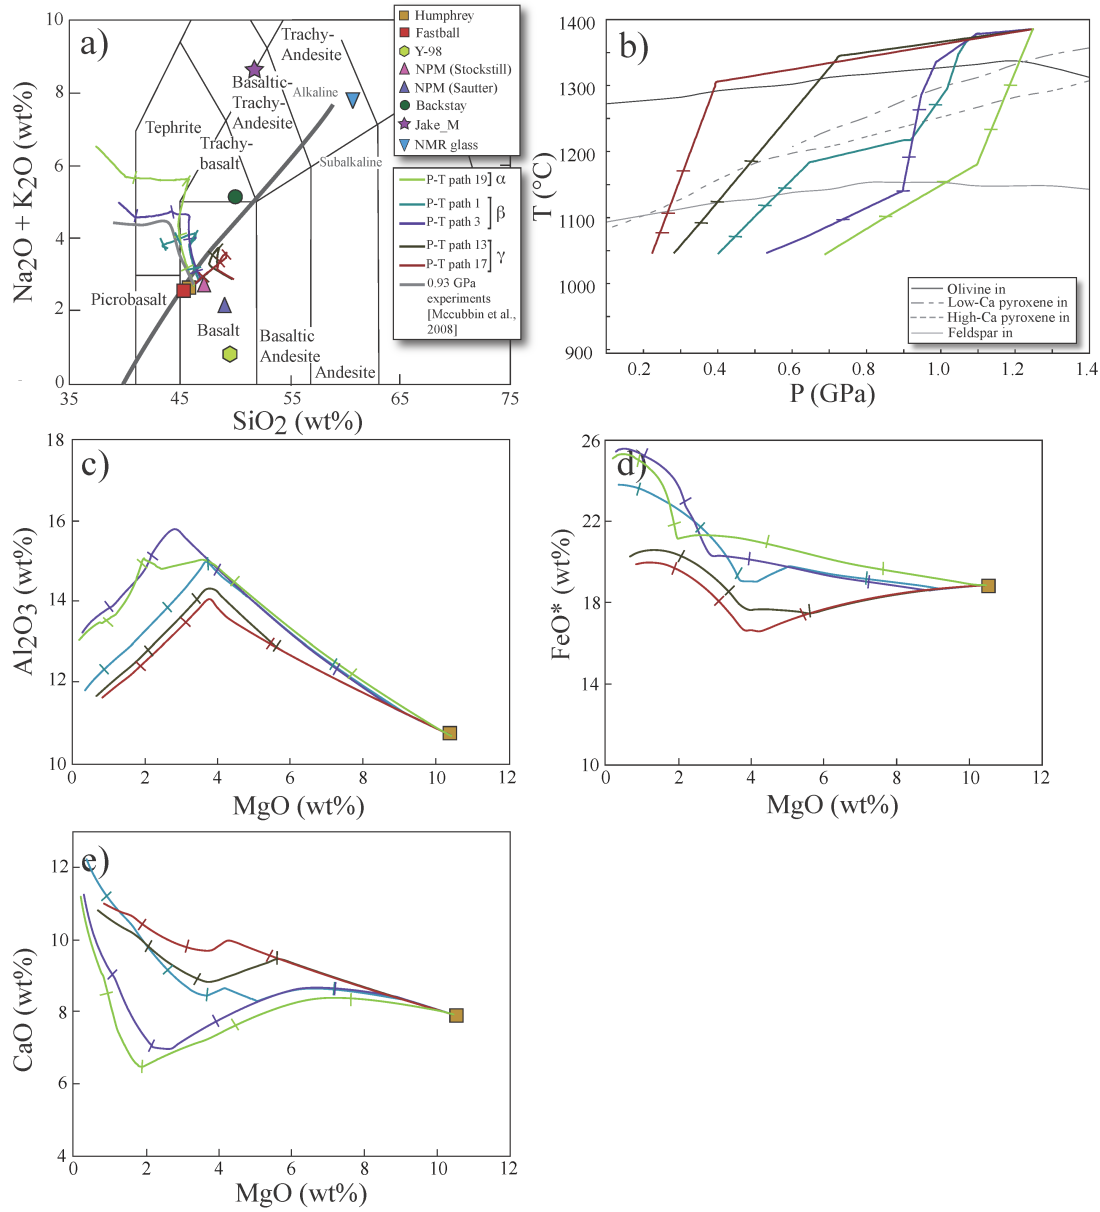 a)
Na2O + K2O (wt%)
10
8
6
4
2
0
35
45
55
65
75
SiO2 (wt%)
Trachy-
Andesite
Basaltic-
Trachy-
Andesite
Tephrite
Trachy-
basalt
Alkaline
Subalkaline
Picrobasalt
Basalt
Basaltic
Andesite
Andesite
Humphrey
Fastball
Y-98
NPM (Stockstill)
NPM (Sautter)
Backstay
Jake_M
NMR glass
P-T path 19] α
P-T path 1
P-T path 3 ] β
P-T path 13
P-T path 17] γ
0.93 GPa
experiments
[Mccubbin et al.,
2008]
b)
T (°C)
1400
1300
1200
1100
1000
900
0.2
0.4
0.6
0.8
1.0
1.2
1.4
P (GPa)
Olivine in
Low-Ca pyroxene in
High-Ca pyroxene in
Feldspar in
c)
Al2O3 (wt%)
18
16
14
12
10
0
2
4
6
8
10
12
MgO (wt%)
d)
FeO* (wt%)
26
22
18
14
10
0
2
4
6
8
10
12
MgO (wt%)
e)
CaO (wt%)
12
10
8
6
4
0
2
4
6
8
10
12
MgO (wt%)